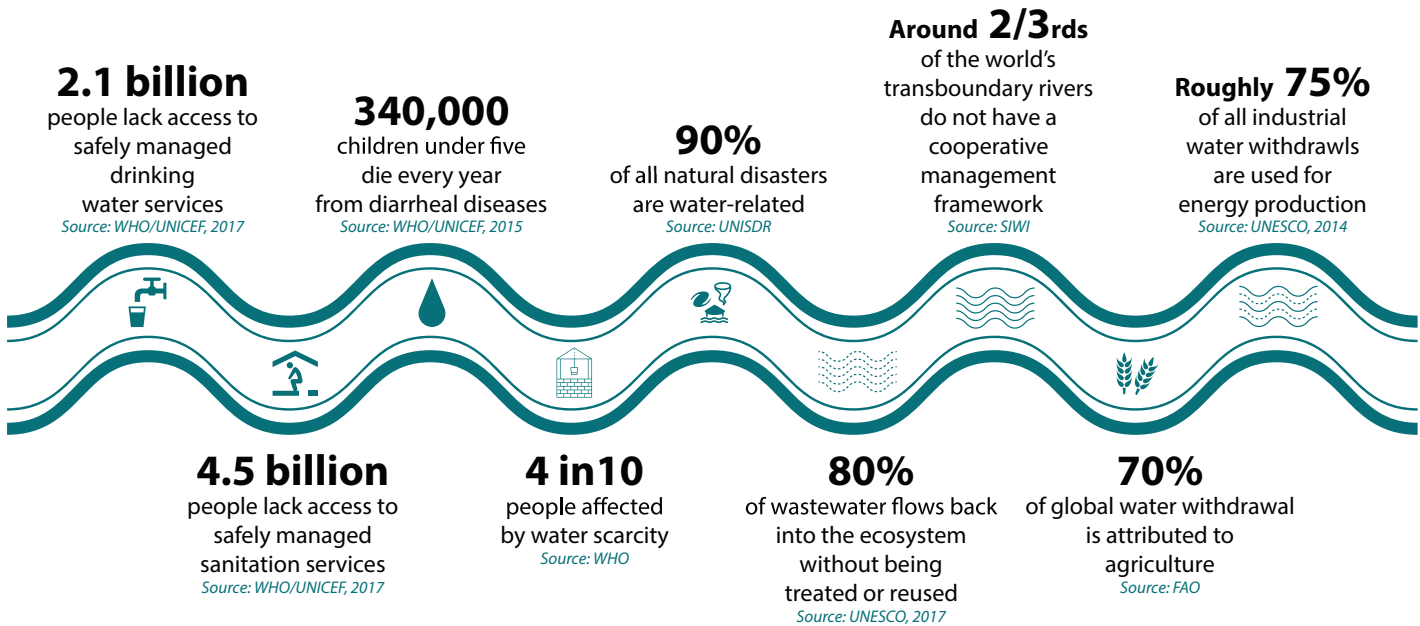 2.1 billion
people lack access to
safely managed
drinking
water services
Source: WHO/UNICEF, 2017
340,000
children under five
die every year
from diarrheal diseases
Source: WHO/UNICEF, 2015
90%
of all natural disasters
are water-related
Source: UNISDR
Around 2/3rds
of the world's
transboundary rivers
do not have a
cooperative
management
framework
Source: SIWI
Roughly 75%
of all industrial
water withdrawls
are used for
energy production
Source: UNESCO, 2014
4.5 billion
people lack access to
safely managed
sanitation services
Source: WHO/UNICEF, 2017
4 in10
people affected
by water scarcity
Source: WHO
80%
of wastewater flows back
into the ecosystem
without being
treated or reused
Source: UNESCO, 2017
70%
of global water withdrawal
is attributed to
agriculture
Source: FAO